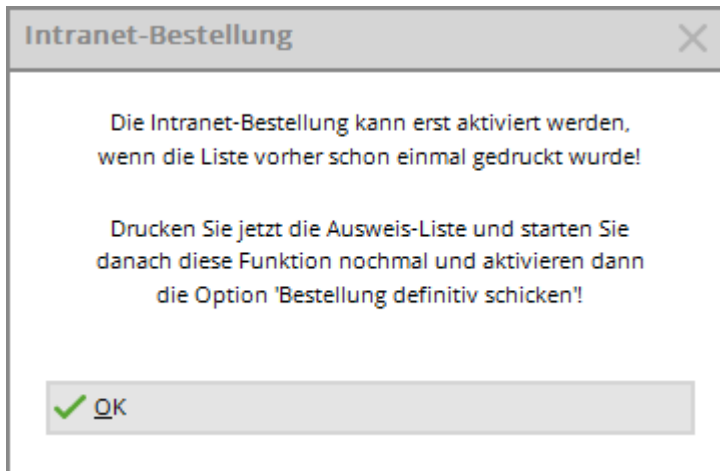 Intranet-Bestellung
Die Intranet-Bestellung kann erst aktiviert werden,
wenn die Liste vorher schon einmal gedruckt wurde!
Drucken Sie jetzt die Ausweis-Liste und starten Sie
danach diese Funktion nochmal und aktivieren dann
die Option 'Bestellung definitiv schicken'!
OK